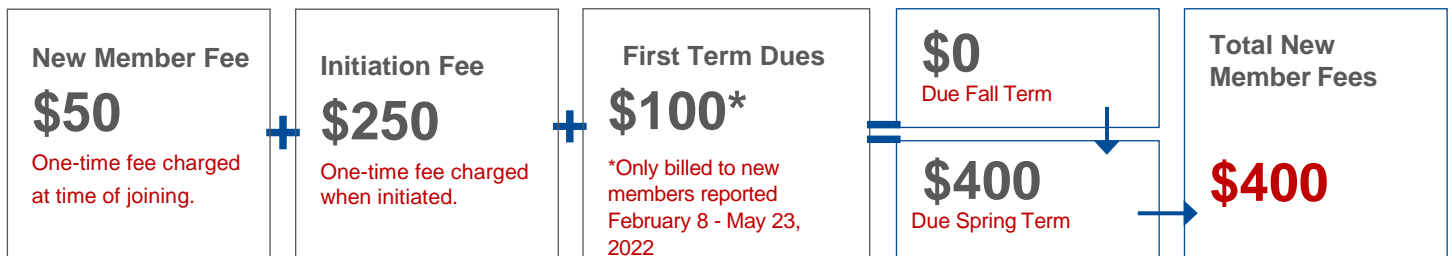 New Member Fee
$50
One-time fee charged
at time of joining.
+
Initiation Fee
$250
One-time fee charged
when initiated.
+
First Term Dues
$100*
*Only billed to new
members reported
February 8 - May 23,
2022
=
$0
Due Fall Term
$400
Due Spring Term
Total New
Member Fees
$400